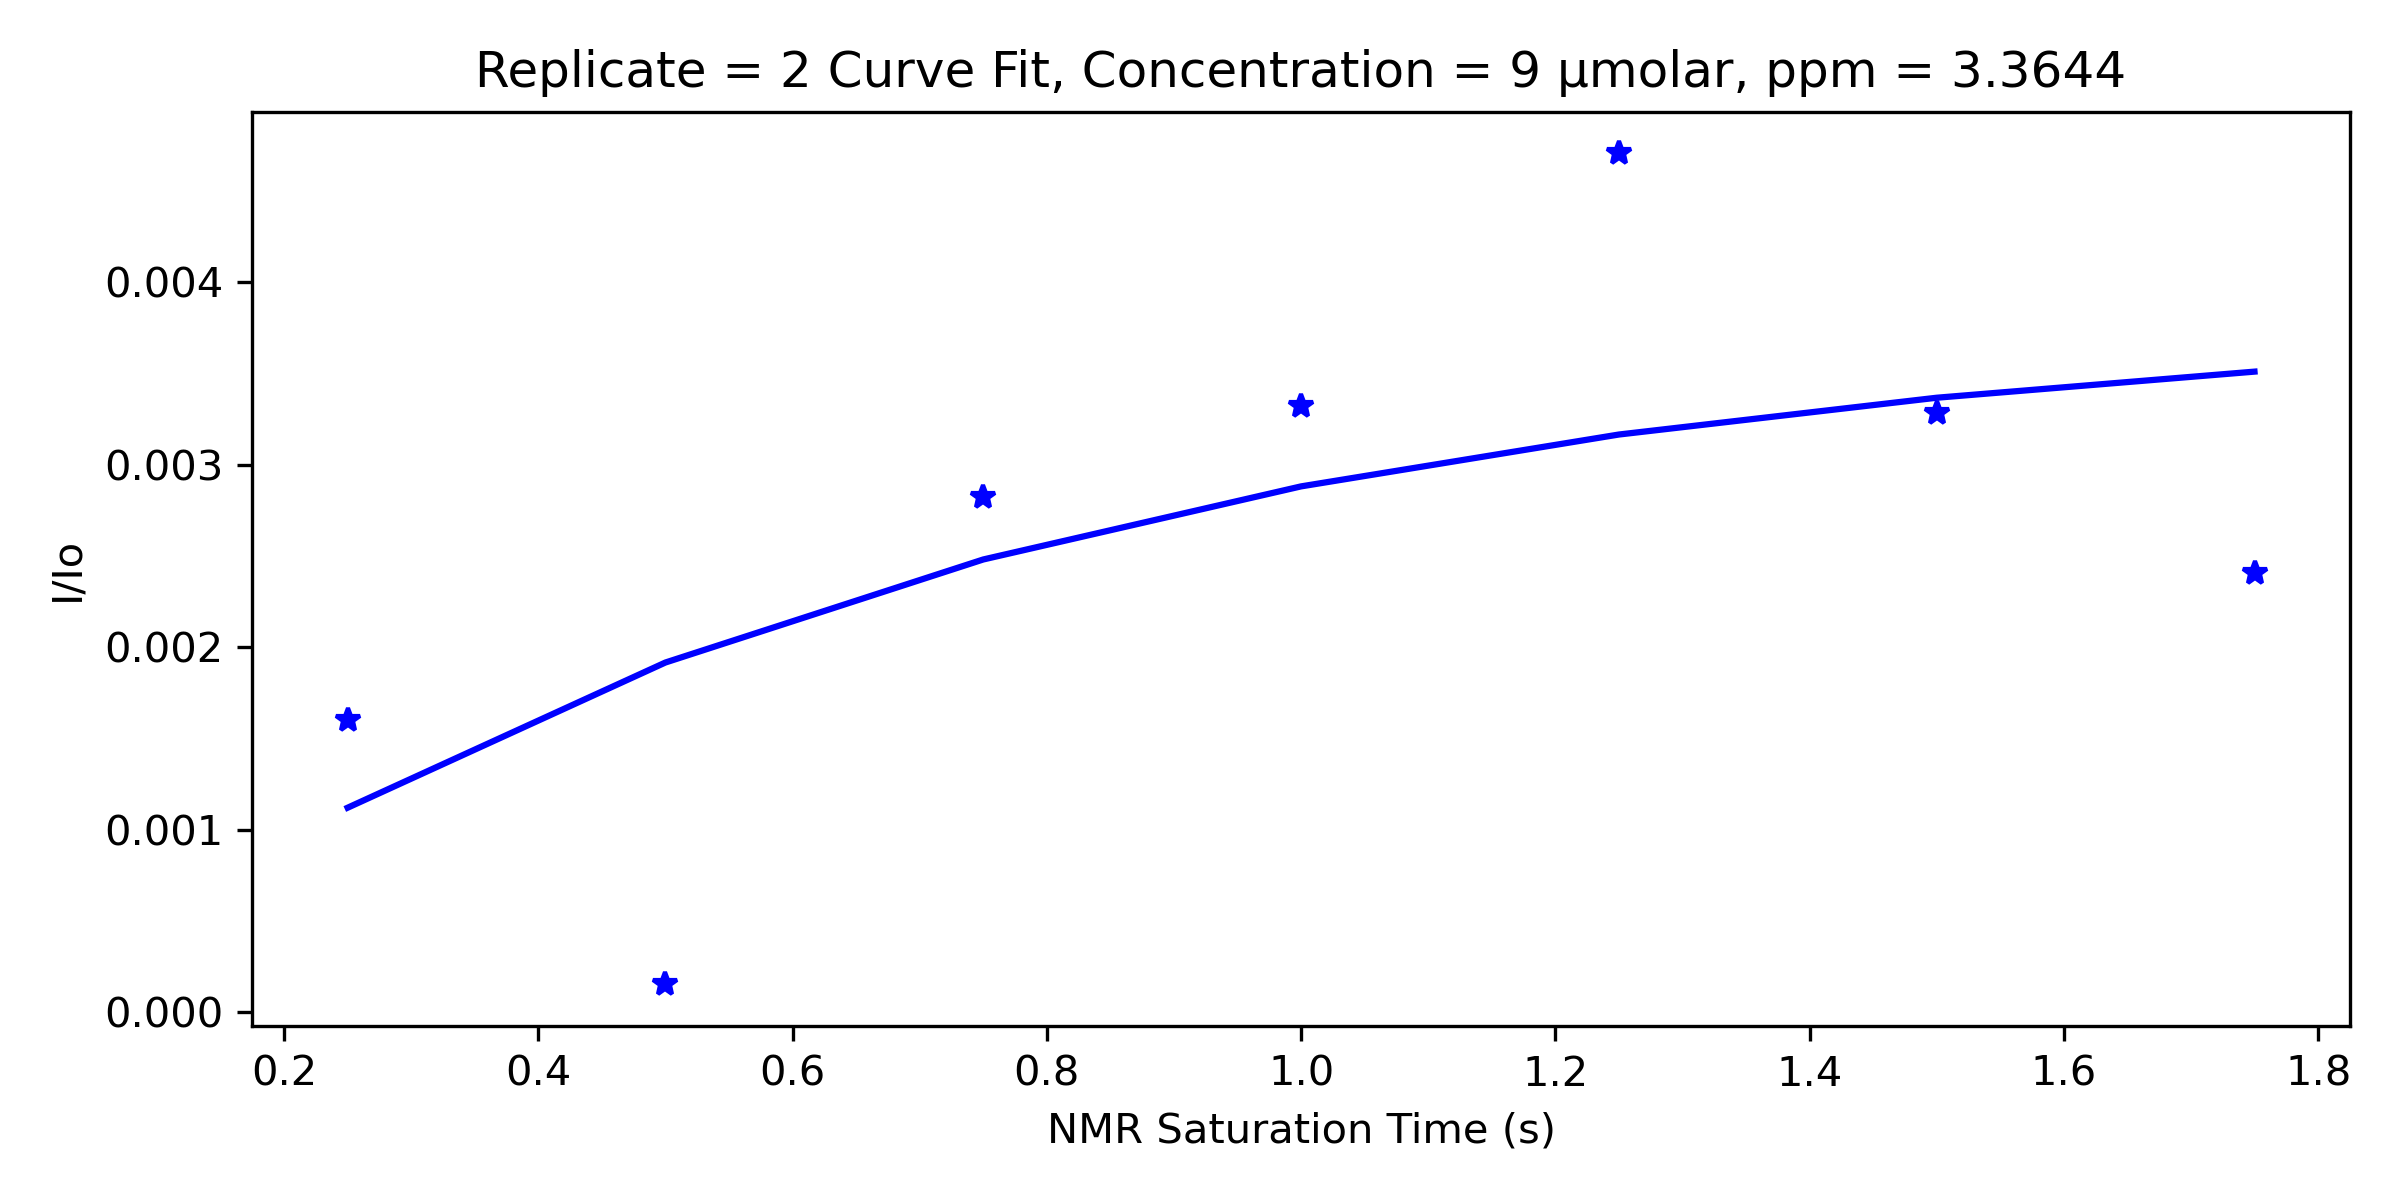 Replicate = 2 Curve Fit, Concentration = 9 µmolar, ppm = 3.3644
0.004
0.003
0.002
0.001
0.000
I/Io
0.2 0.4 0.6 0.8 1.0 1.2 1.4 1.6 1.8
NMR Saturation Time (s)